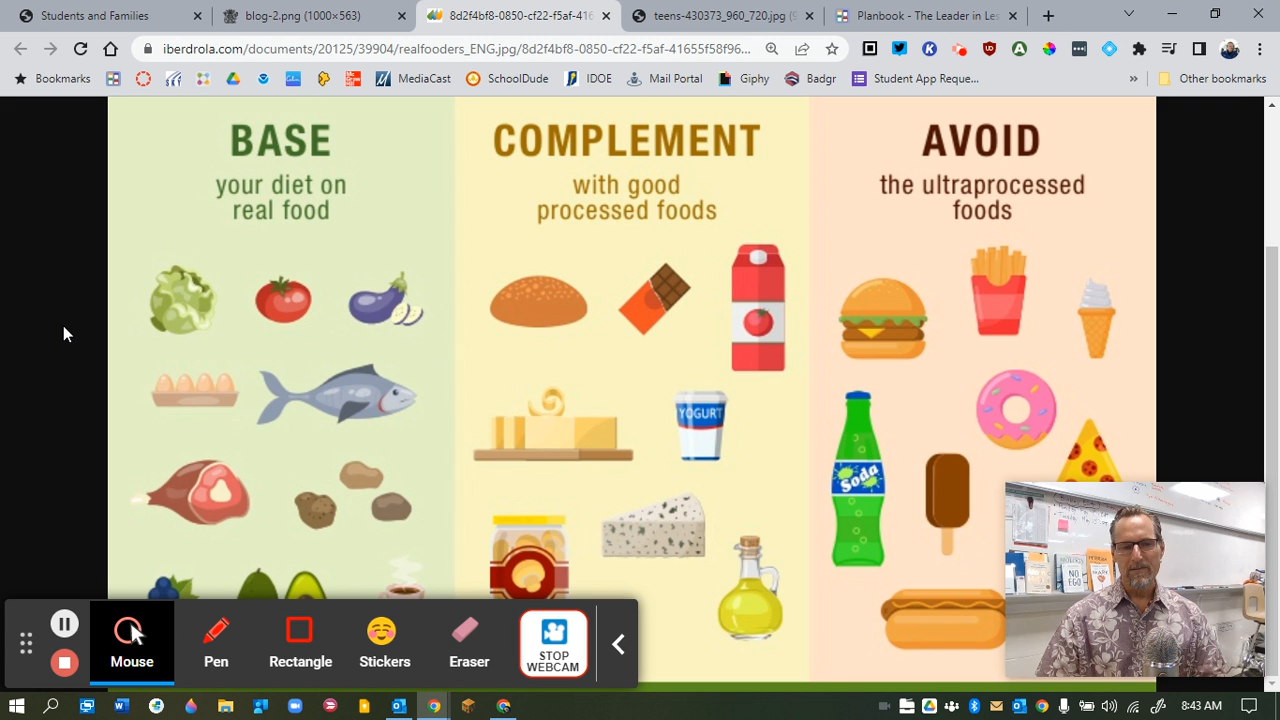 Students and Families
blog-2.png (1000×563)
8d2f4bf8-0850-cf22-f5af-416
teens-430373_960_720.jpg (9
Planbook - The Leader in Les
iberdrola.com/documents/20125/39904/realfooders_ENG.jpg/8d2f4bf8-0850-cf22-f5af-41655f58f96...
Bookmarks
MediaCast
SchoolDude
IDOE
Mail Portal
Giphy
Badgr
Student App Reque...
»
Other bookmarks
BASE
your diet on
real food
COMPLEMENT
with good
processed foods
AVOID
the ultraprocessed
foods
YOGURT
Soda
NO
EGO
Mouse
Pen
Rectangle
Stickers
Eraser
STOP
WEBCAM
8:43 AM